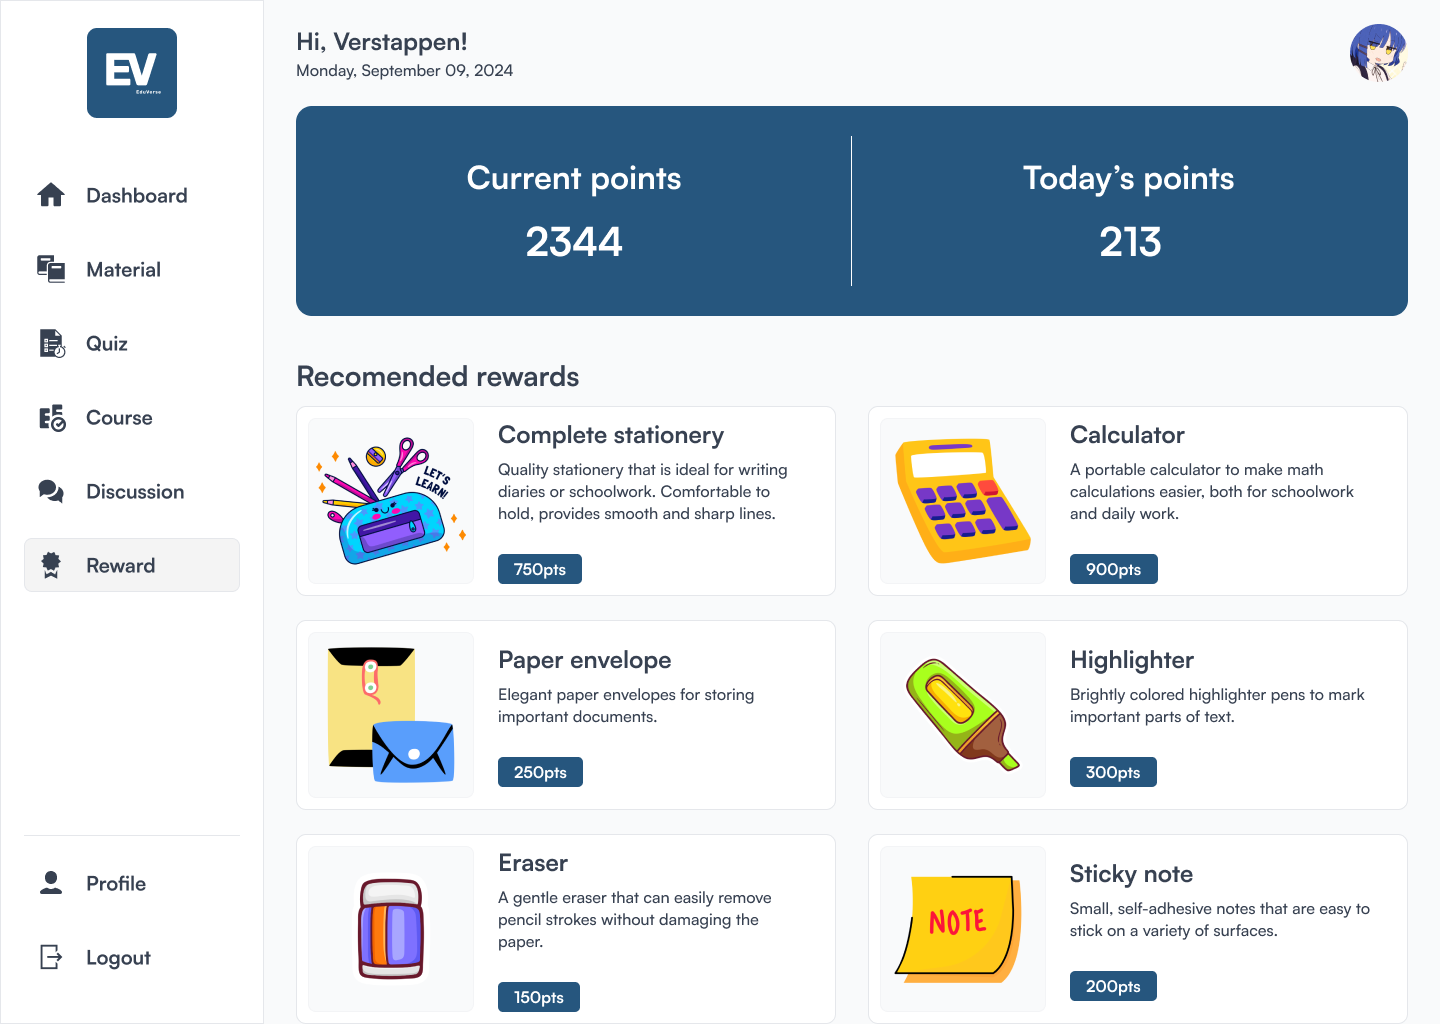 EV
EduVerse
Dashboard
Material
Quiz
Course
Discussion
Reward
Profile
Logout
Hi, Verstappen!
Monday, September 09, 2024
Current points
2344
Today’s points
213
Recomended rewards
LET'S
LEARN!
Complete stationery
Quality stationery that is ideal for writing
diaries or schoolwork. Comfortable to
hold, provides smooth and sharp lines.
750pts
Calculator
A portable calculator to make math
calculations easier, both for schoolwork
and daily work.
900pts
Paper envelope
Elegant paper envelopes for storing
important documents.
250pts
Highlighter
Brightly colored highlighter pens to mark
important parts of text.
300pts
Eraser
A gentle eraser that can easily remove
pencil strokes without damaging the
paper.
150pts
NOTE
Sticky note
Small, self-adhesive notes that are easy to
stick on a variety of surfaces.
200pts